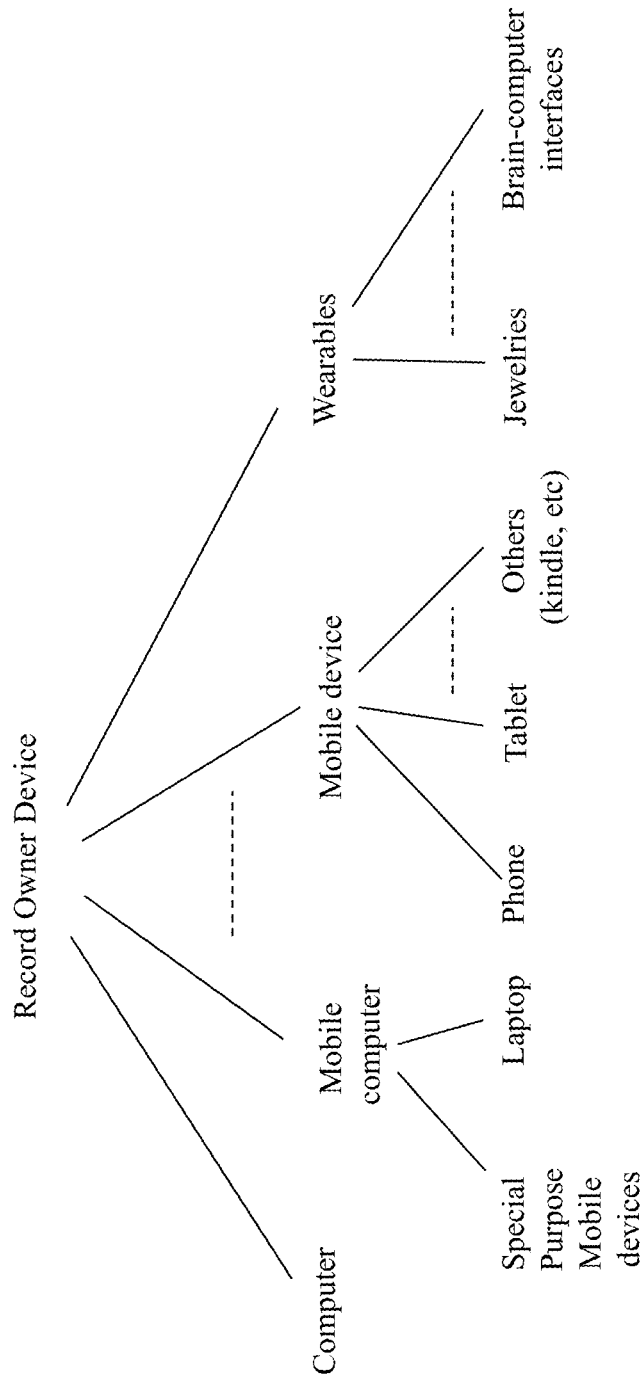 Record Owner Device
Computer
Mobile
computer
Mobile device
Wearables
Special
Purpose
Mobile
devices
Laptop
Phone
Tablet
Others
(kindle, etc)
Jewelries
Brain-computer
interfaces